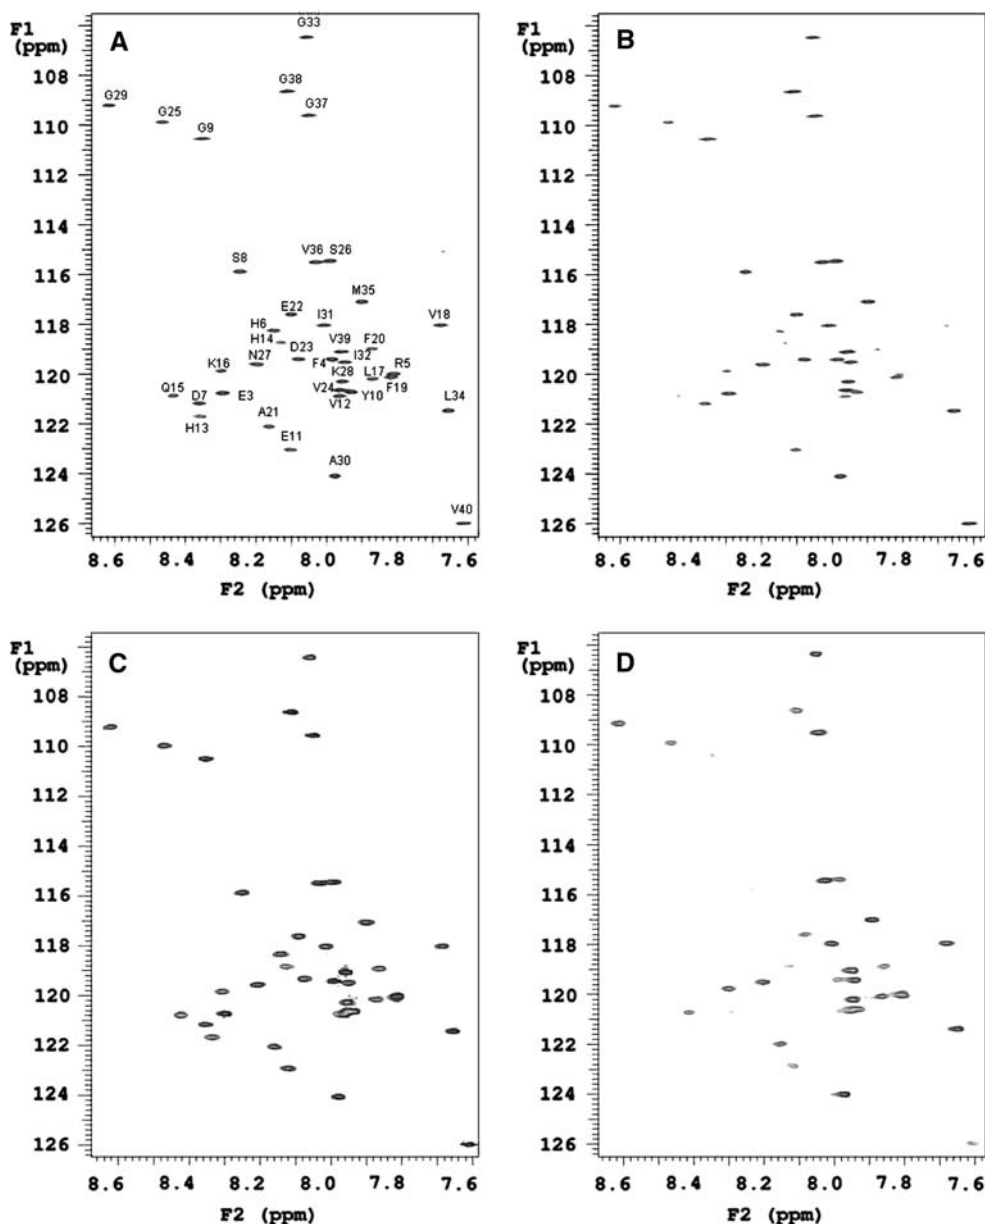 F1
(ppm)
A
G33
108
G38
G29
G37
G25
110
G9
112
114
V36 S26
116
S8
M35
E22 I31
V18
118
H6
V39 F20
H14
D23
I32
N27
F4
R5
K16
K28 L17
120
V24
F19
Q15
D7
E3
Y10
L34
V12
A21
122
H13
E11
A30
124
V40
126
8.6 8.4 8.2 8.0 7.8 7.6
F2 (ppm)
F1
(ppm)
B
108
110
112
114
116
118
120
122
124
126
8.6 8.4 8.2 8.0 7.8 7.6
F2 (ppm)
F1
(ppm)
C
108
110
112
114
116
118
120
122
124
126
8.6 8.4 8.2 8.0 7.8 7.6
F2 (ppm)
F1
(ppm)
D
108
110
112
114
116
118
120
122
124
126
8.6 8.4 8.2 8.0 7.8 7.6
F2 (ppm)